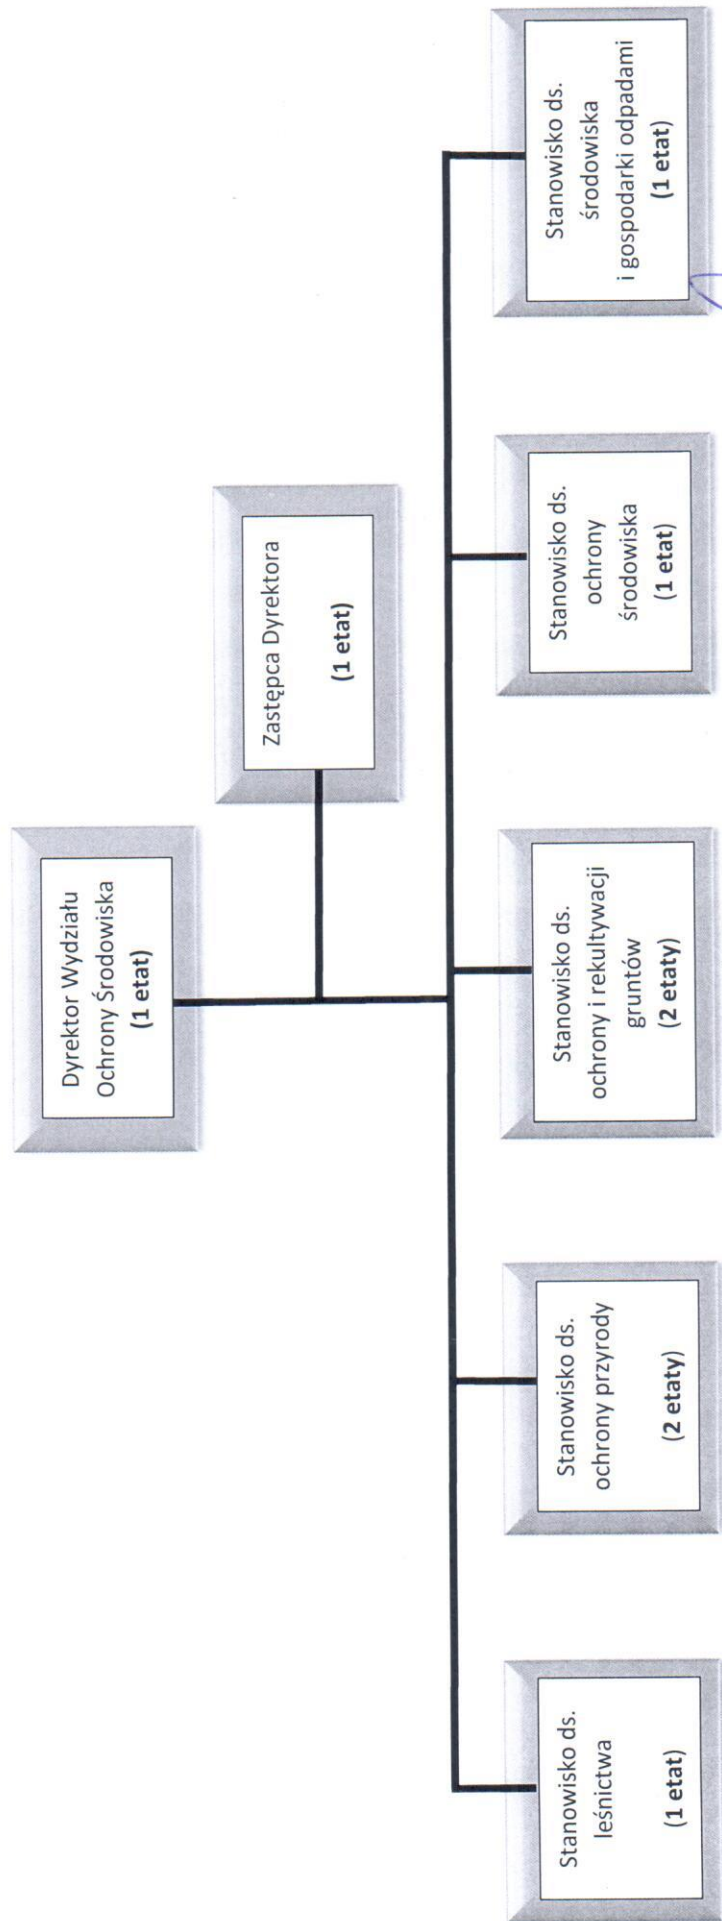 Dyrektor Wydziału
Ochrony Środowiska
(1 etat)
Zastępca Dyrektora
(1 etat)
Stanowisko ds.
leśnictwa
(1 etat)
Stanowisko ds.
ochrony przyrody
(2 etaty)
Stanowisko ds.
ochrony i rekultywacji
gruntów
(2 etaty)
Stanowisko ds.
ochrony
środowiska
(1 etat)
Stanowisko ds.
środowiska
i gospodarki odpadami
(1 etat)